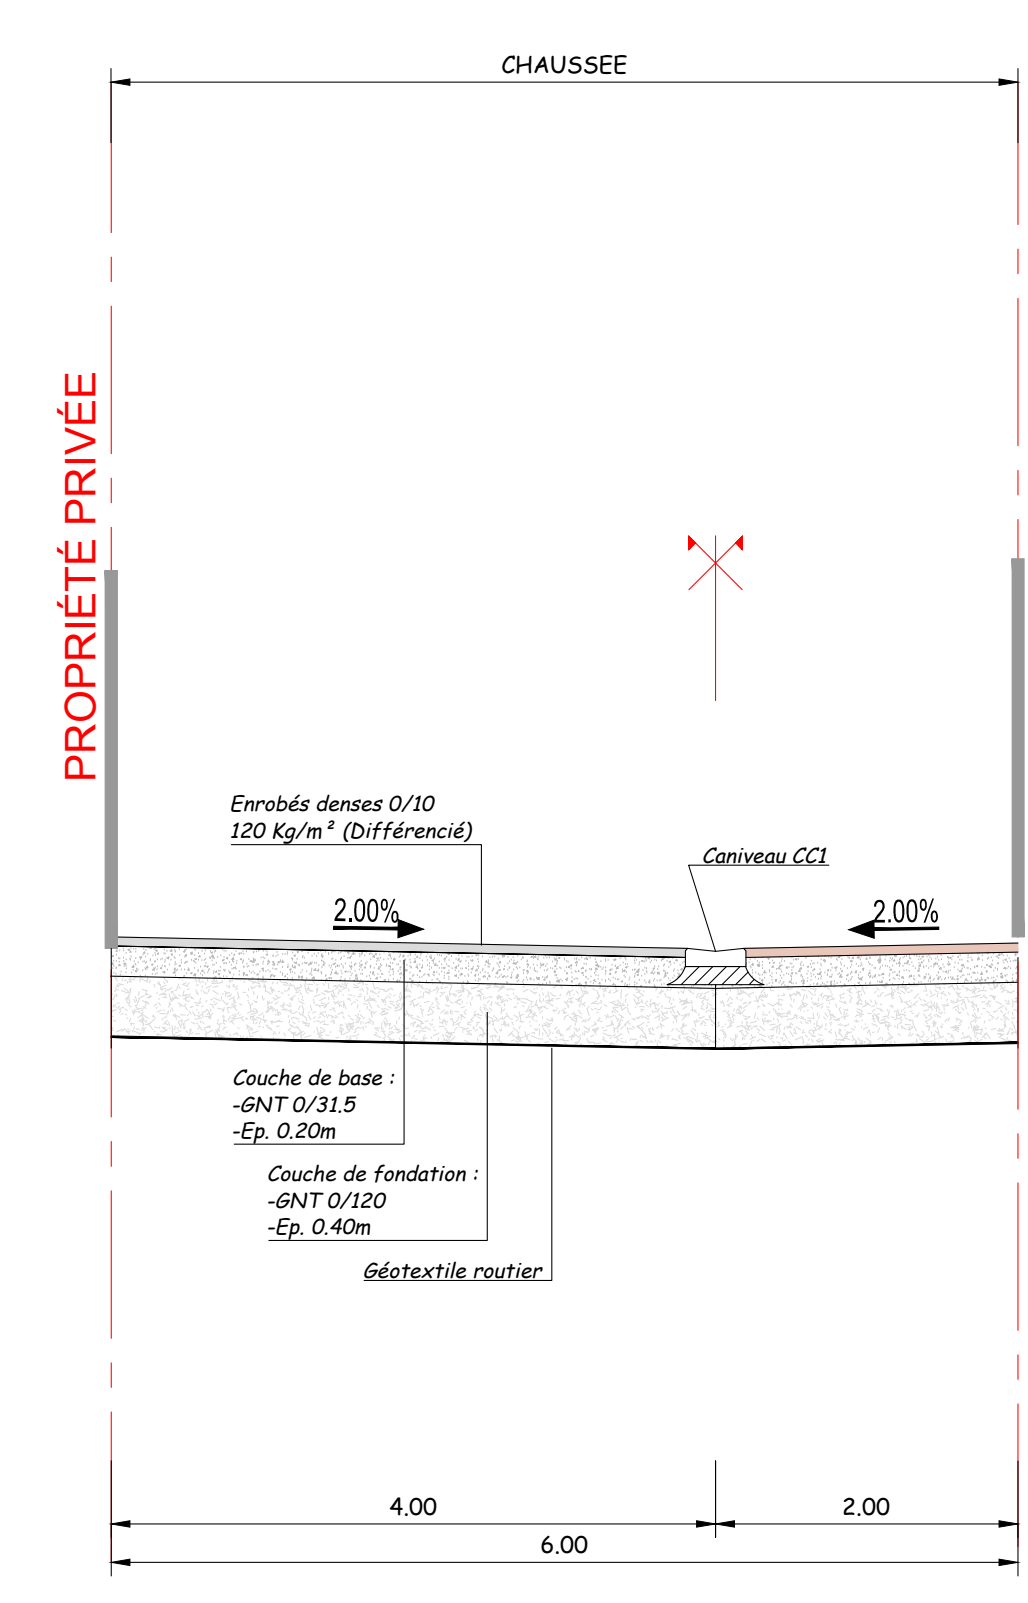 CHAUSSEE
PROPRIÉTÉ PRIVÉE
Enrobés denses 0/10
120 Kg/m² (Différencié)
Caniveau CC1
2.00%
2.00%
Couche de base :
-GNT 0/31.5
-Ep. 0.20m
Couche de fondation :
-GNT 0/120
-Ep. 0.40m
Géotextile routier
4.00
2.00
6.00